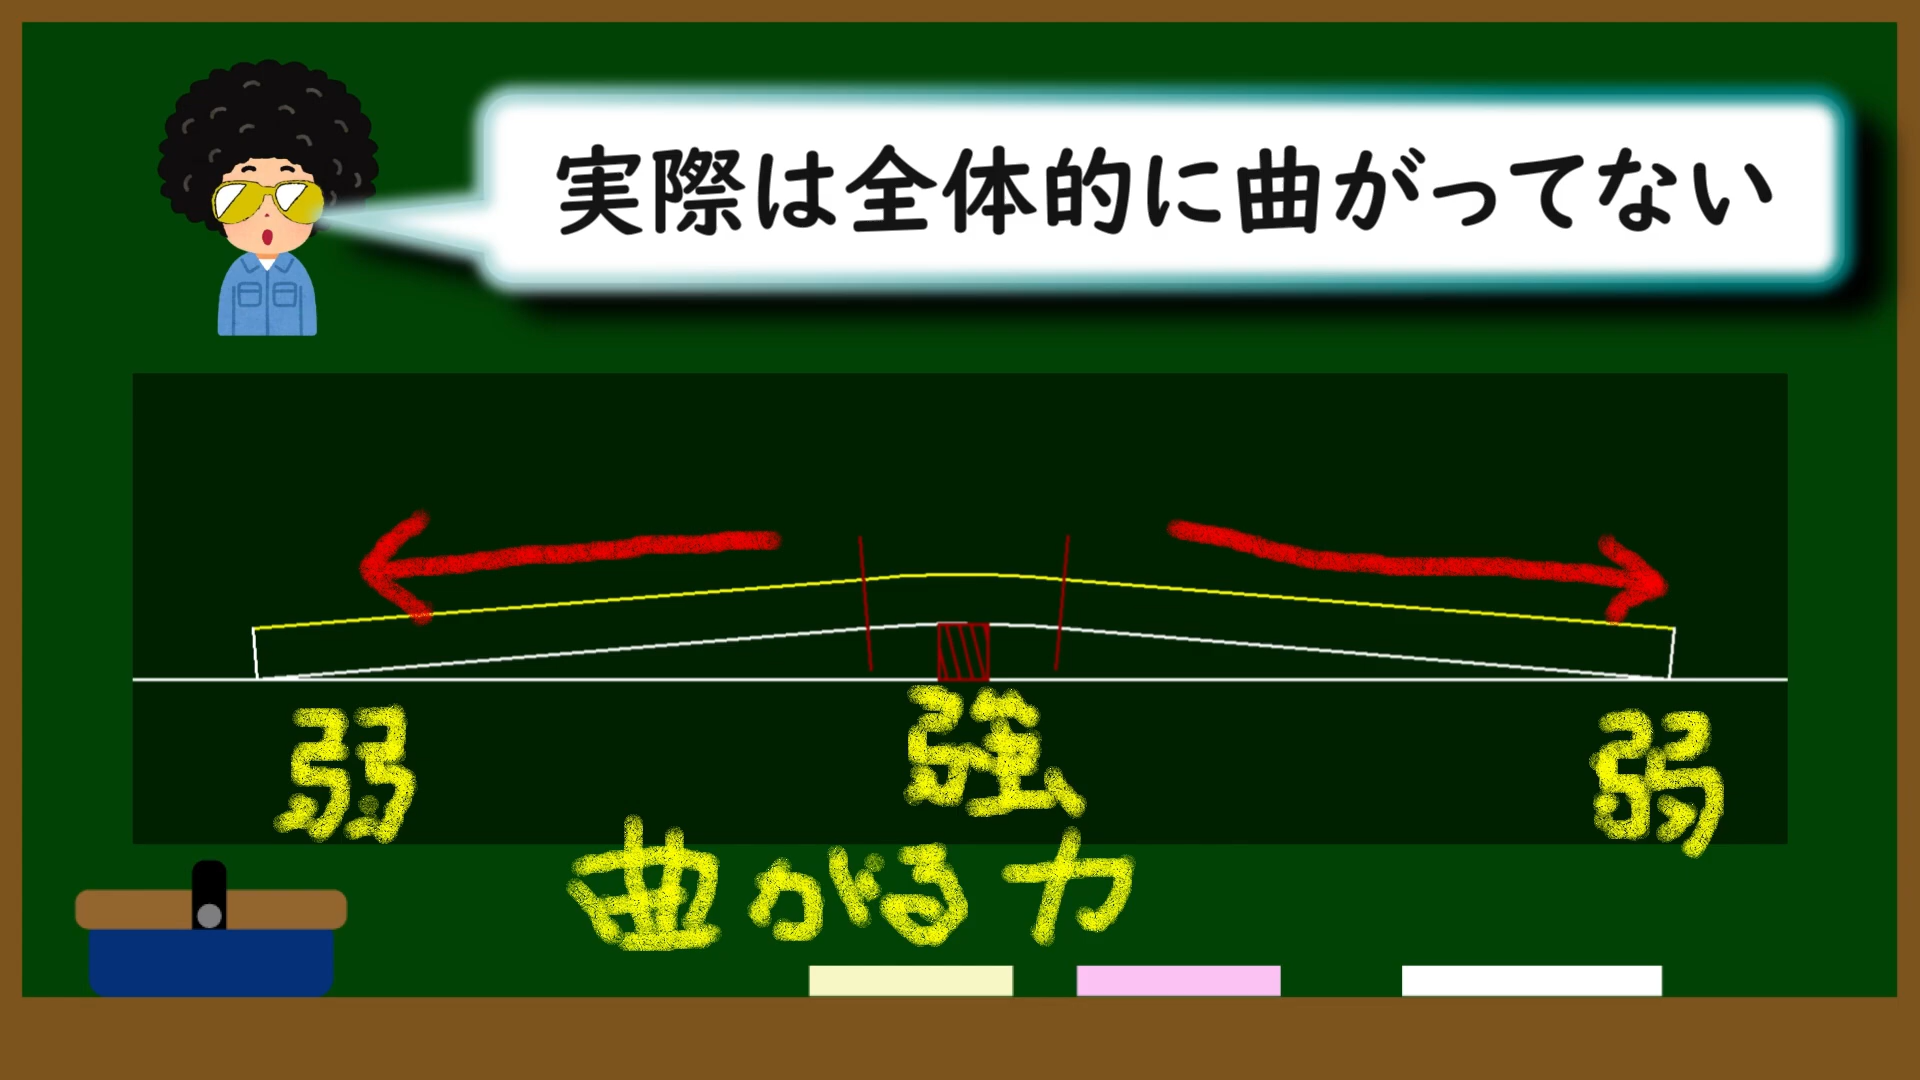 実際は全体的に曲がってない
弱 強 弱
曲がる力